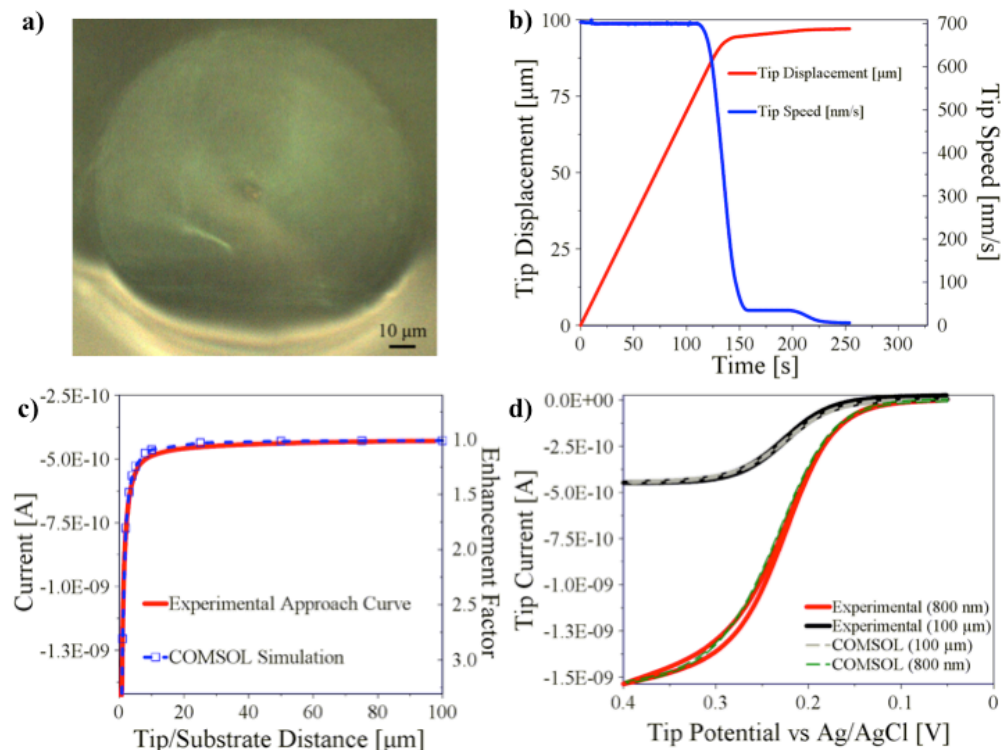 a)
10 µm
b)
100
75
50
25
0
Tip Displacement [µm]
700
600
500
400
300
200
100
0
Tip Speed [nm/s]
Tip Displacement [µm]
Tip Speed [nm/s]
0 50 100 150 200 250 300
Time [s]
c)
-2.5E-10
-5.0E-10
-7.5E-10
-1.0E-09
-1.3E-09
Current [A]
1.0
1.5
2.0
2.5
3.0
Enhancement Factor
Experimental Approach Curve
COMSOL Simulation
0 20 40 60 80 100
Tip/Substrate Distance [µm]
d)
0.0E+00
-2.5E-10
-5.0E-10
-7.5E-10
-1.0E-09
-1.3E-09
-1.5E-09
Tip Current [A]
Experimental (800 nm)
Experimental (100 µm)
COMSOL (100 µm)
COMSOL (800 nm)
0.4 0.3 0.2 0.1 0
Tip Potential vs Ag/AgCl [V]